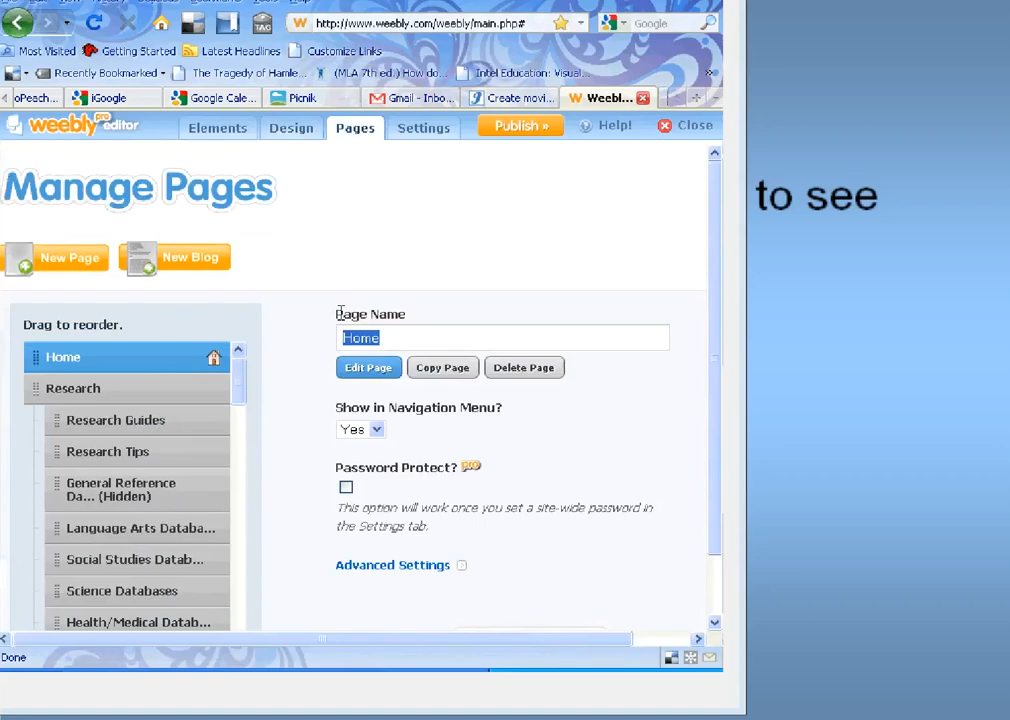 http://www.weebly.com/weebly/main.php#
Google
Most Visited Getting Started Latest Headlines Customize Links
Recently Bookmarked The Tragedy of Hamle... (MLA 7th ed.) How do... Intel Education: Visual...
oPeach... iGoogle Google Cale... Picnik Gmail - Inbo... Create movi... Weebl...
weebly pro editor Elements Design Pages Settings Publish » Help! Close
Manage Pages
to see
New Page New Blog
Drag to reorder.
Home
Research
Research Guides
Research Tips
General Reference
Da... (Hidden)
Language Arts Databa...
Social Studies Datab...
Science Databases
Health/Medical Datab...
Page Name
Home
Edit Page Copy Page Delete Page
Show in Navigation Menu?
Yes
Password Protect? pro
This option will work once you set a site-wide password in
the Settings tab.
Advanced Settings
Done